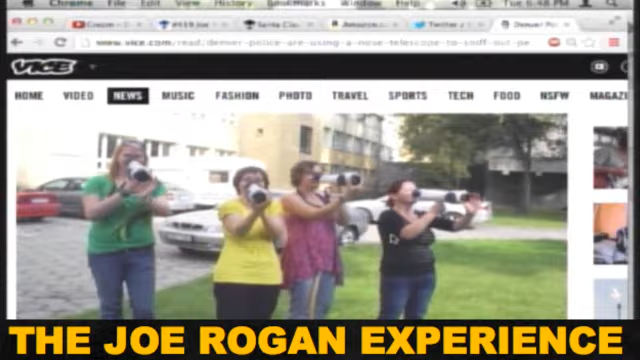 Chrome File Edit View History Bookmarks Window Help Tue 6:48 PM
www.vice.com/read/denver-police-are-using-a-nose-telescope-to-sniff-out-pe
VICE
HOME VIDEO NEWS MUSIC FASHION PHOTO TRAVEL SPORTS TECH FOOD NSFW MAGAZI
THE JOE ROGAN EXPERIENCE